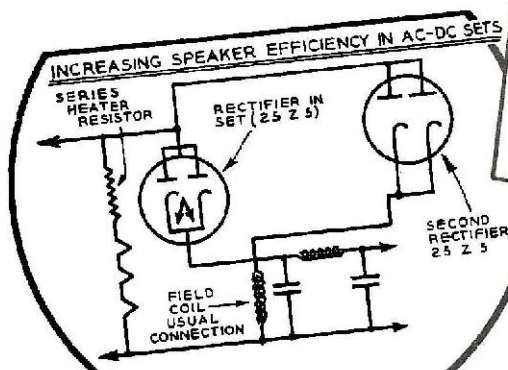 INCREASING SPEAKER EFFICIENCY IN AC-DC SETS
SERIES
HEATER
RESISTOR
RECTIFIER IN
SET (25 Z 5)
SECOND
RECTIFIER
25 Z 5
FIELD
COIL
USUAL
CONNECTION